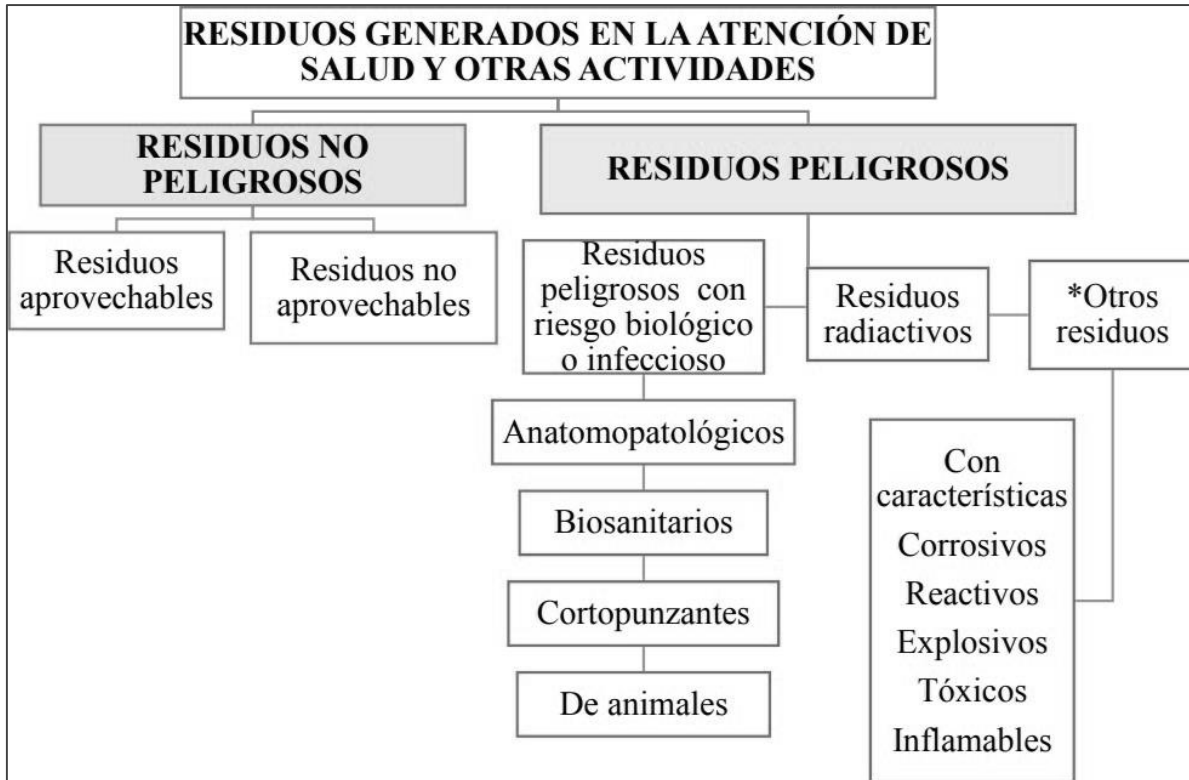 RESIDUOS GENERADOS EN LA ATENCIÓN DE
SALUD Y OTRAS ACTIVIDADES
RESIDUOS NO
PELIGROSOS
RESIDUOS PELIGROSOS
Residuos
aprovechables
Residuos no
aprovechables
Residuos
peligrosos con
riesgo biológico
o infeccioso
Residuos
radiactivos
*Otros
residuos
Anatomopatológicos
Biosanitarios
Cortopunzantes
De animales
Con
características
Corrosivos
Reactivos
Explosivos
Tóxicos
Inflamables